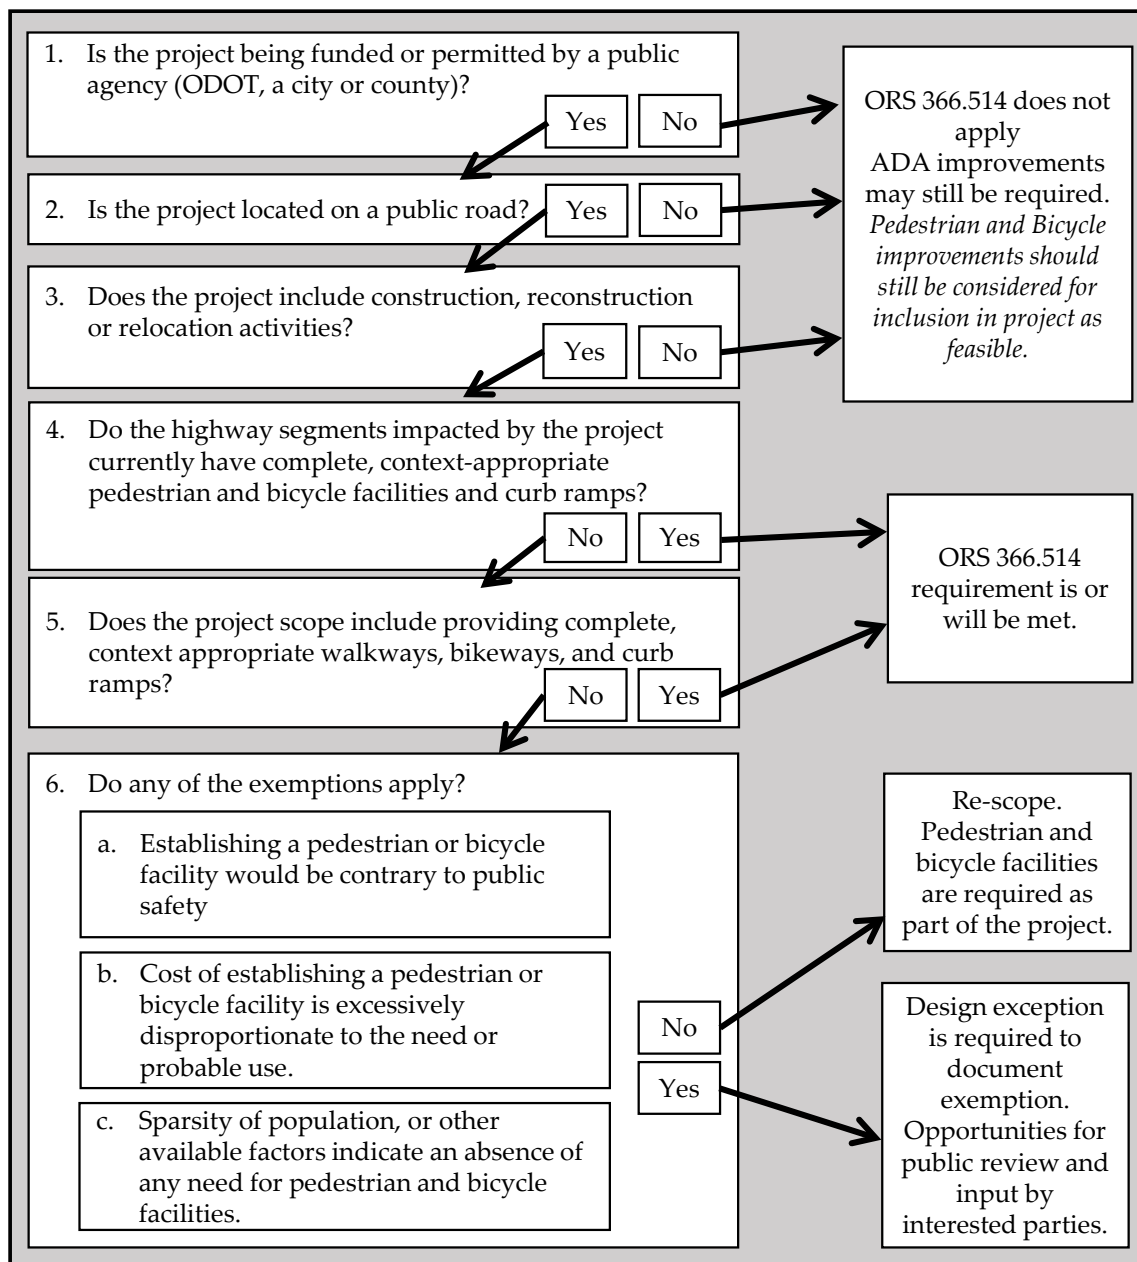 1. Is the project being funded or permitted by a public
agency (ODOT, a city or county)?
Yes
No
ORS 366.514 does not
apply
ADA improvements
may still be required.
Pedestrian and Bicycle
improvements should
still be considered for
inclusion in project as
feasible.
2. Is the project located on a public road?
Yes
No
3. Does the project include construction, reconstruction
or relocation activities?
Yes
No
4. Do the highway segments impacted by the project
currently have complete, context-appropriate
pedestrian and bicycle facilities and curb ramps?
No
Yes
ORS 366.514
requirement is or
will be met.
5. Does the project scope include providing complete,
context appropriate walkways, bikeways, and curb
ramps?
No
Yes
6. Do any of the exemptions apply?
a. Establishing a pedestrian or bicycle
facility would be contrary to public
safety
b. Cost of establishing a pedestrian or
bicycle facility is excessively
disproportionate to the need or
probable use.
c. Sparsity of population, or other
available factors indicate an absence of
any need for pedestrian and bicycle
facilities.
No
Yes
Re-scope.
Pedestrian and
bicycle facilities
are required as
part of the project.
Design exception
is required to
document
exemption.
Opportunities for
public review and
input by
interested parties.